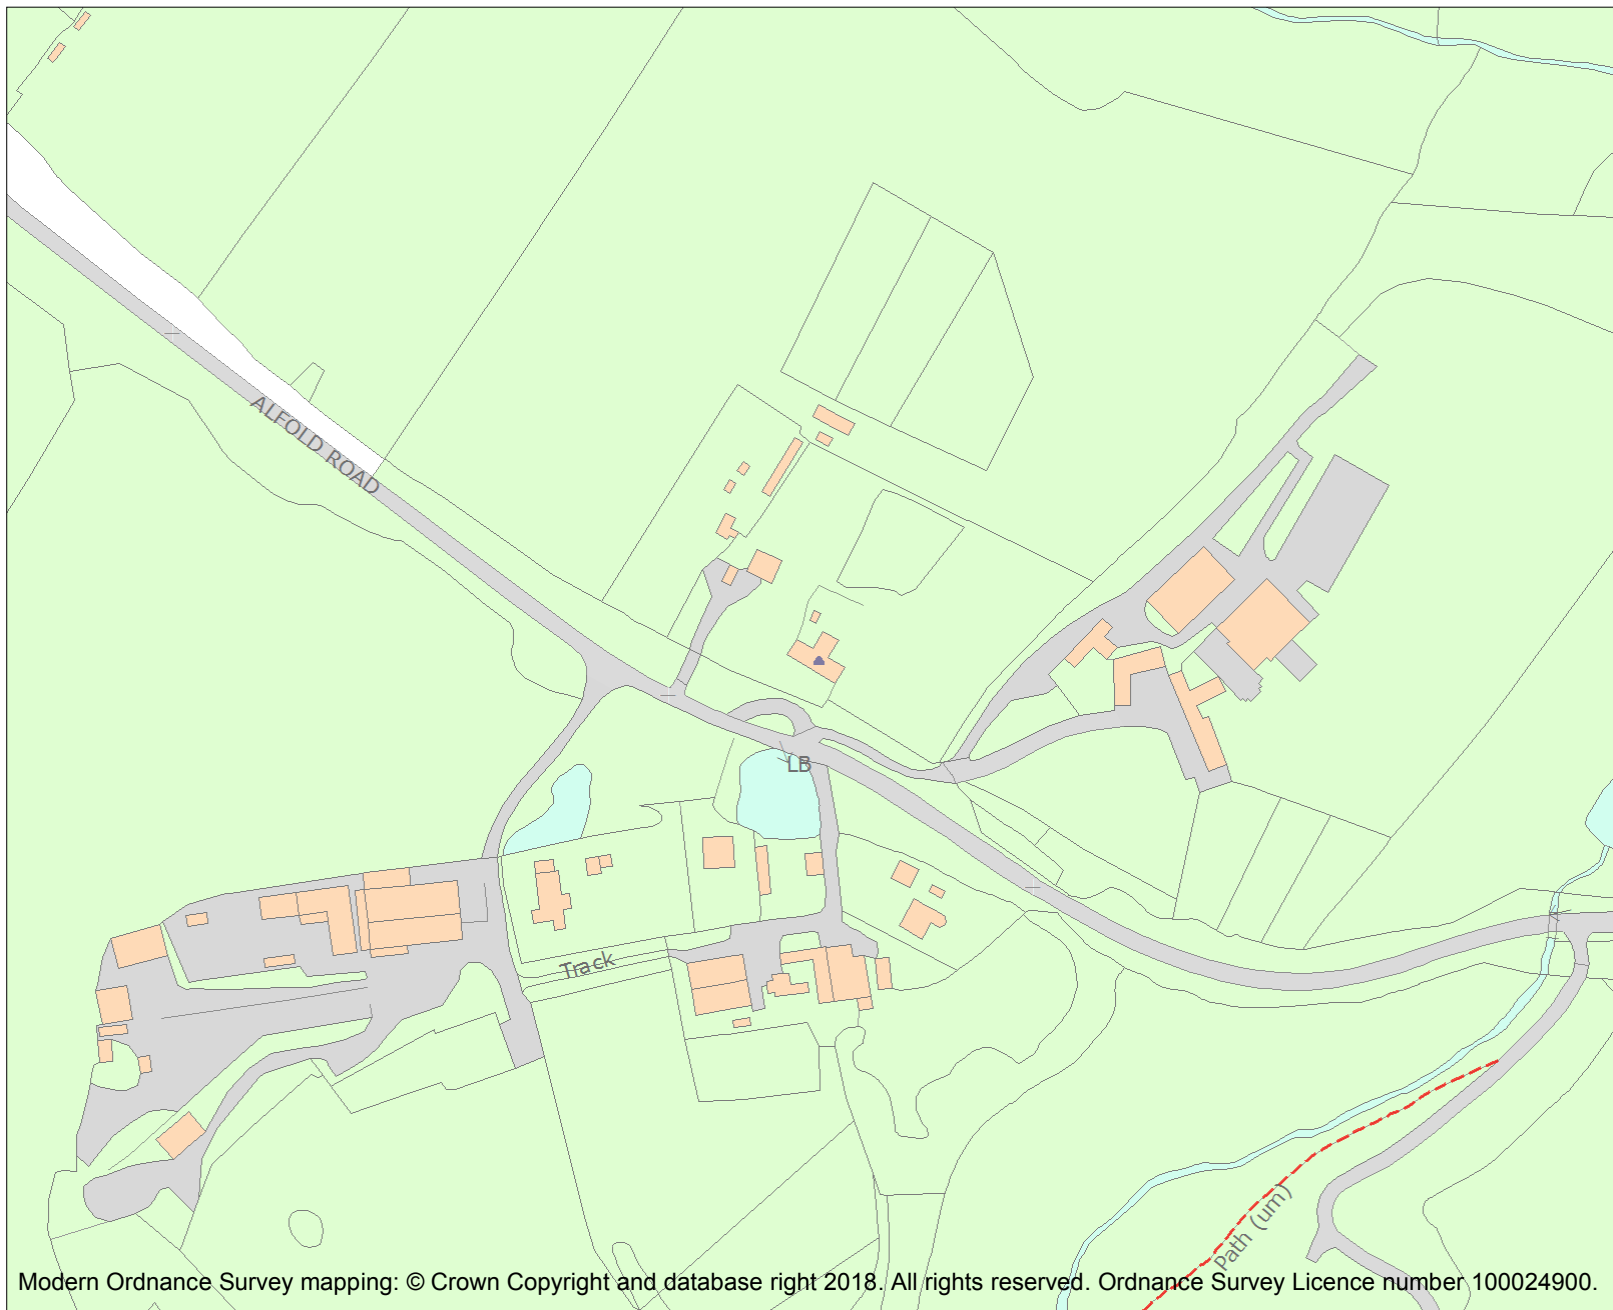 ALFOLD ROAD
LB
Track
Path (um)
Modern Ordnance Survey mapping: © Crown Copyright and database right 2018. All rights reserved. Ordnance Survey Licence number 100024900.